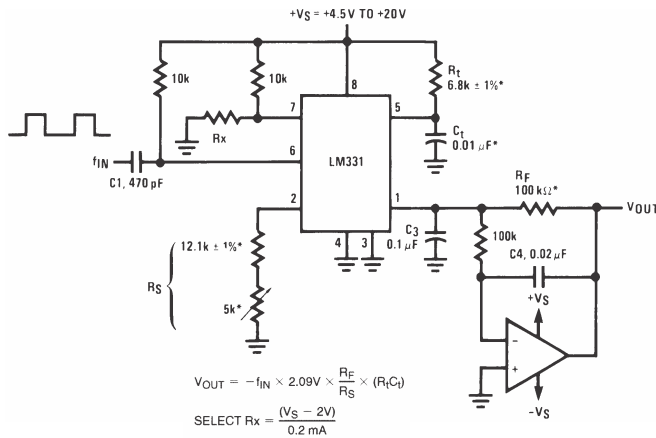 +VS = +4.5V TO +20V
10k
10k
Rt
6.8k ± 1%*
8
7
5
Rx
Ct
0.01 μF*
fIN
6
LM331
C1, 470 pF
RF
100 kΩ*
2
1
VOUT
12.1k ± 1%*
4
3
C3
0.1 μF
100k
C4, 0.02 μF
RS
5k*
+VS
−
+
−VS
VOUT = −fIN × 2.09V × RF/RS × (RtCt)
SELECT Rx = (VS − 2V)/0.2 mA